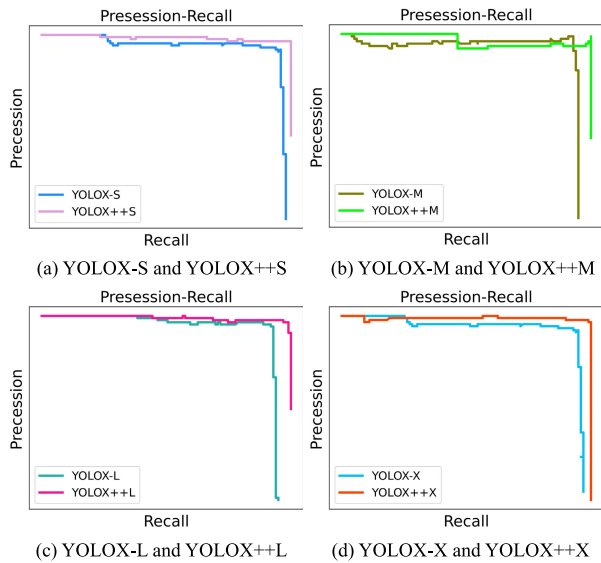 Presession-Recall
Precession
YOLOX-S
YOLOX++S
Recall
(a) YOLOX-S and YOLOX++S
Presession-Recall
Precession
YOLOX-M
YOLOX++M
Recall
(b) YOLOX-M and YOLOX++M
Presession-Recall
Precession
YOLOX-L
YOLOX++L
Recall
(c) YOLOX-L and YOLOX++L
Presession-Recall
Precession
YOLOX-X
YOLOX++X
Recall
(d) YOLOX-X and YOLOX++X